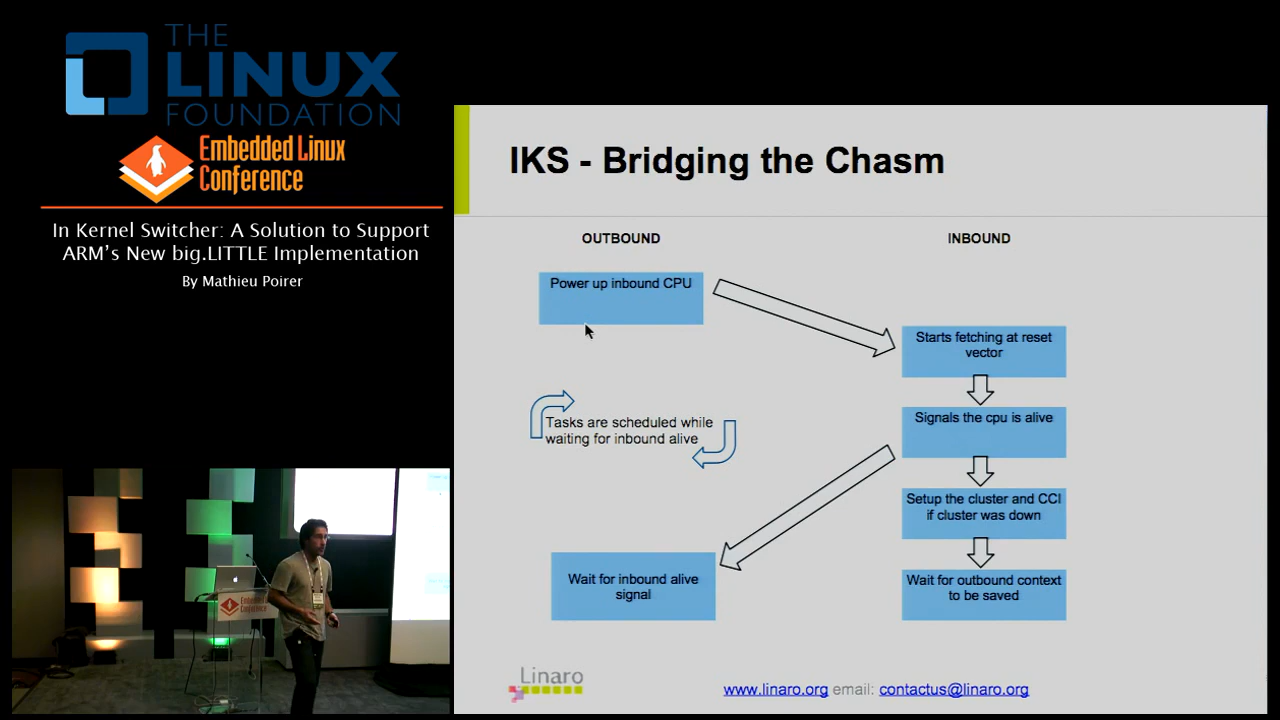 THE
LINUX
FOUNDATION
Embedded Linux
Conference
In Kernel Switcher: A Solution to Support
ARM's New big.LITTLE Implementation
By Mathieu Poirer
IKS - Bridging the Chasm
OUTBOUND
INBOUND
Power up inbound CPU
Starts fetching at reset
vector
Signals the cpu is alive
Tasks are scheduled while
waiting for inbound alive
Setup the cluster and CCI
if cluster was down
Wait for inbound alive
signal
Wait for outbound context
to be saved
Linaro
www.linaro.org email: contactus@linaro.org
Embedded Linux
Conference